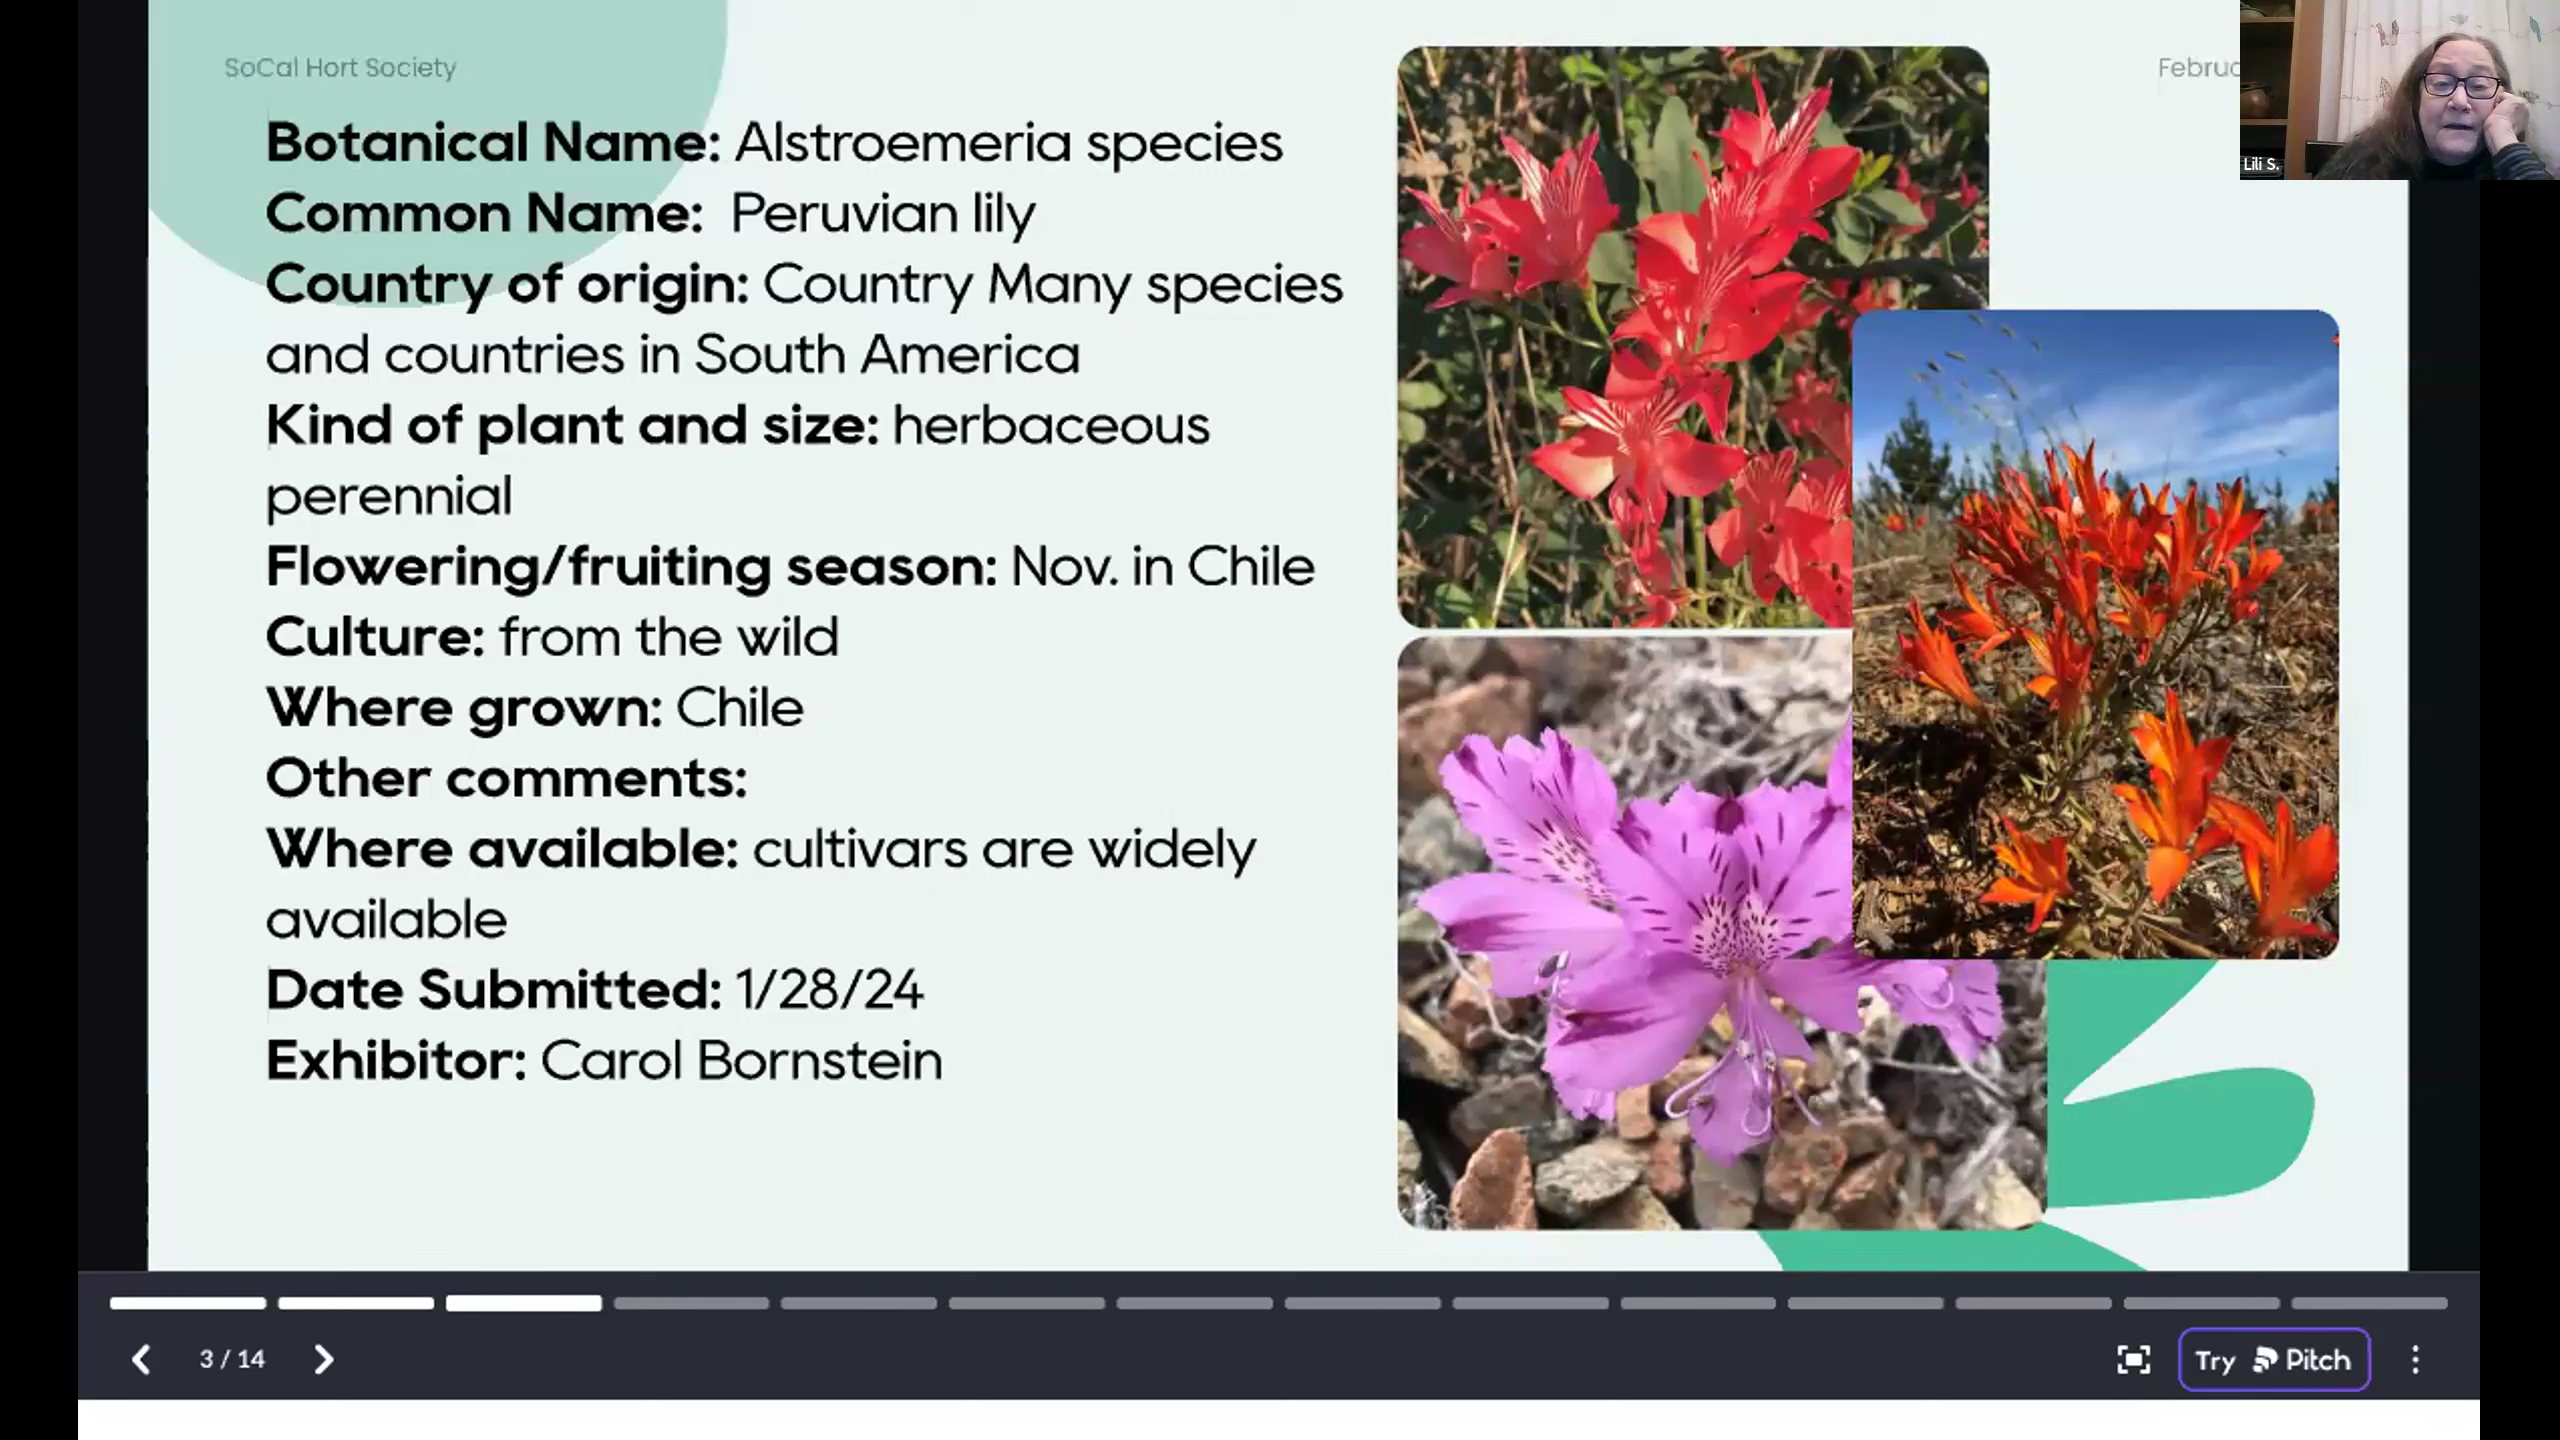 SoCal Hort Society
Botanical Name: Alstroemeria species
Common Name: Peruvian lily
Country of origin: Country Many species
and countries in South America
Kind of plant and size: herbaceous
perennial
Flowering/fruiting season: Nov. in Chile
Culture: from the wild
Where grown: Chile
Other comments:
Where available: cultivars are widely
available
Date Submitted: 1/28/24
Exhibitor: Carol Bornstein
Lili S.
3 / 14
Try Pitch